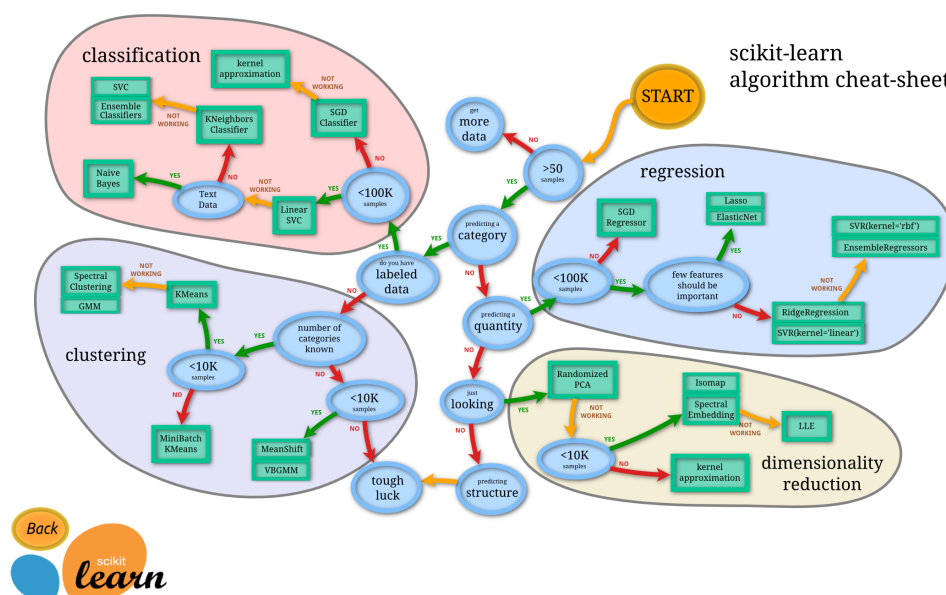 scikit-learn
algorithm cheat-sheet
START
classification
kernel
approximation
NOT
WORKING
SVC
Ensemble
Classifiers
NOT
WORKING
KNeighbors
Classifier
SGD
Classifier
NO
Naive
Bayes
YES
Text
Data
NO
NOT
WORKING
Linear
SVC
YES
<100K
samples
YES
get
more
data
NO
>50
samples
YES
predicting a
category
YES
NO
do you have
labeled
data
NO
predicting a
quantity
YES
NO
just
looking
YES
NO
predicting
structure
tough
luck
regression
SGD
Regressor
NO
<100K
samples
YES
Lasso
ElasticNet
YES
few features
should be
important
NO
SVR(kernel='rbf')
EnsembleRegressors
NOT
WORKING
RidgeRegression
SVR(kernel='linear')
clustering
Spectral
Clustering
GMM
NOT
WORKING
KMeans
YES
<10K
samples
YES
number of
categories
known
NO
NO
MiniBatch
KMeans
<10K
samples
YES
NO
MeanShift
VBGMM
Randomized
PCA
NOT
WORKING
<10K
samples
YES
NO
Isomap
Spectral
Embedding
NOT
WORKING
LLE
kernel
approximation
dimensionality
reduction
Back
scikit
learn